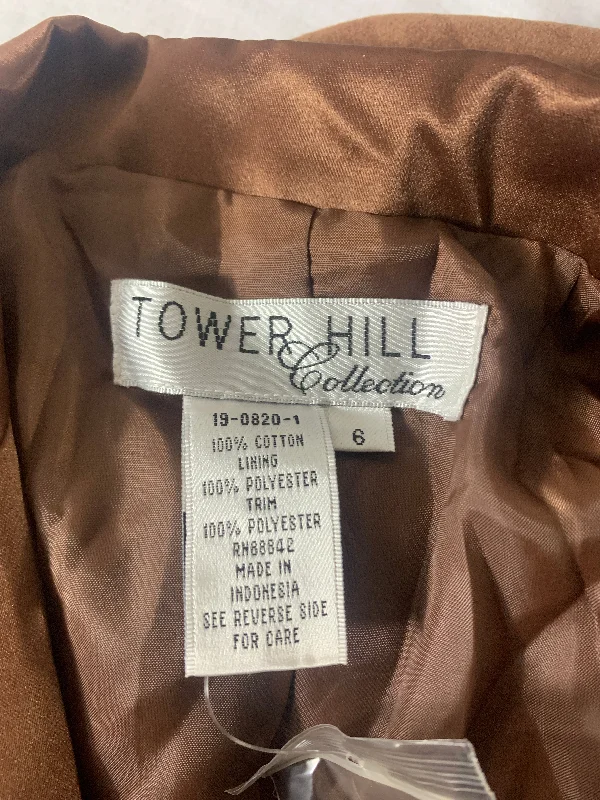 TOWER HILL
Collection
19-0820-1
6
100% COTTON
LINING
100% POLYESTER
TRIM
100% POLYESTER
RN88842
MADE IN
INDONESIA
SEE REVERSE SIDE
FOR CARE